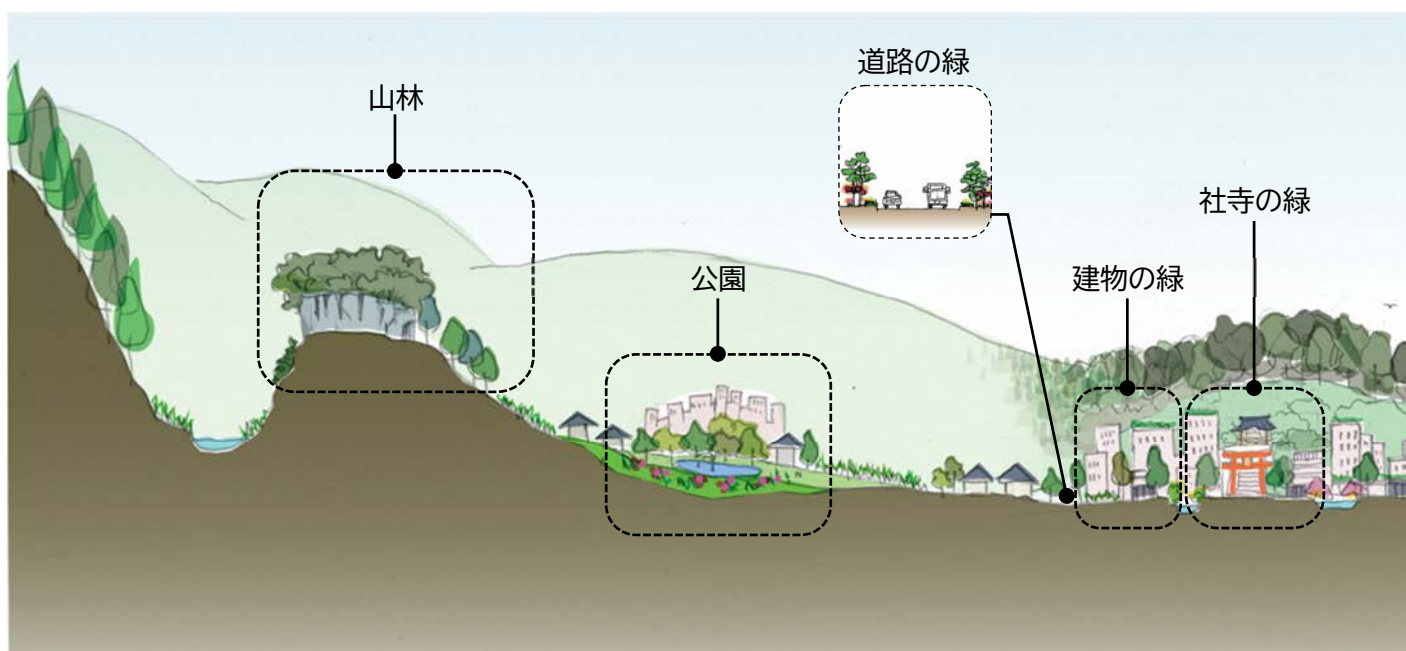 道路の緑
山林
社寺の緑
公園
建物の緑